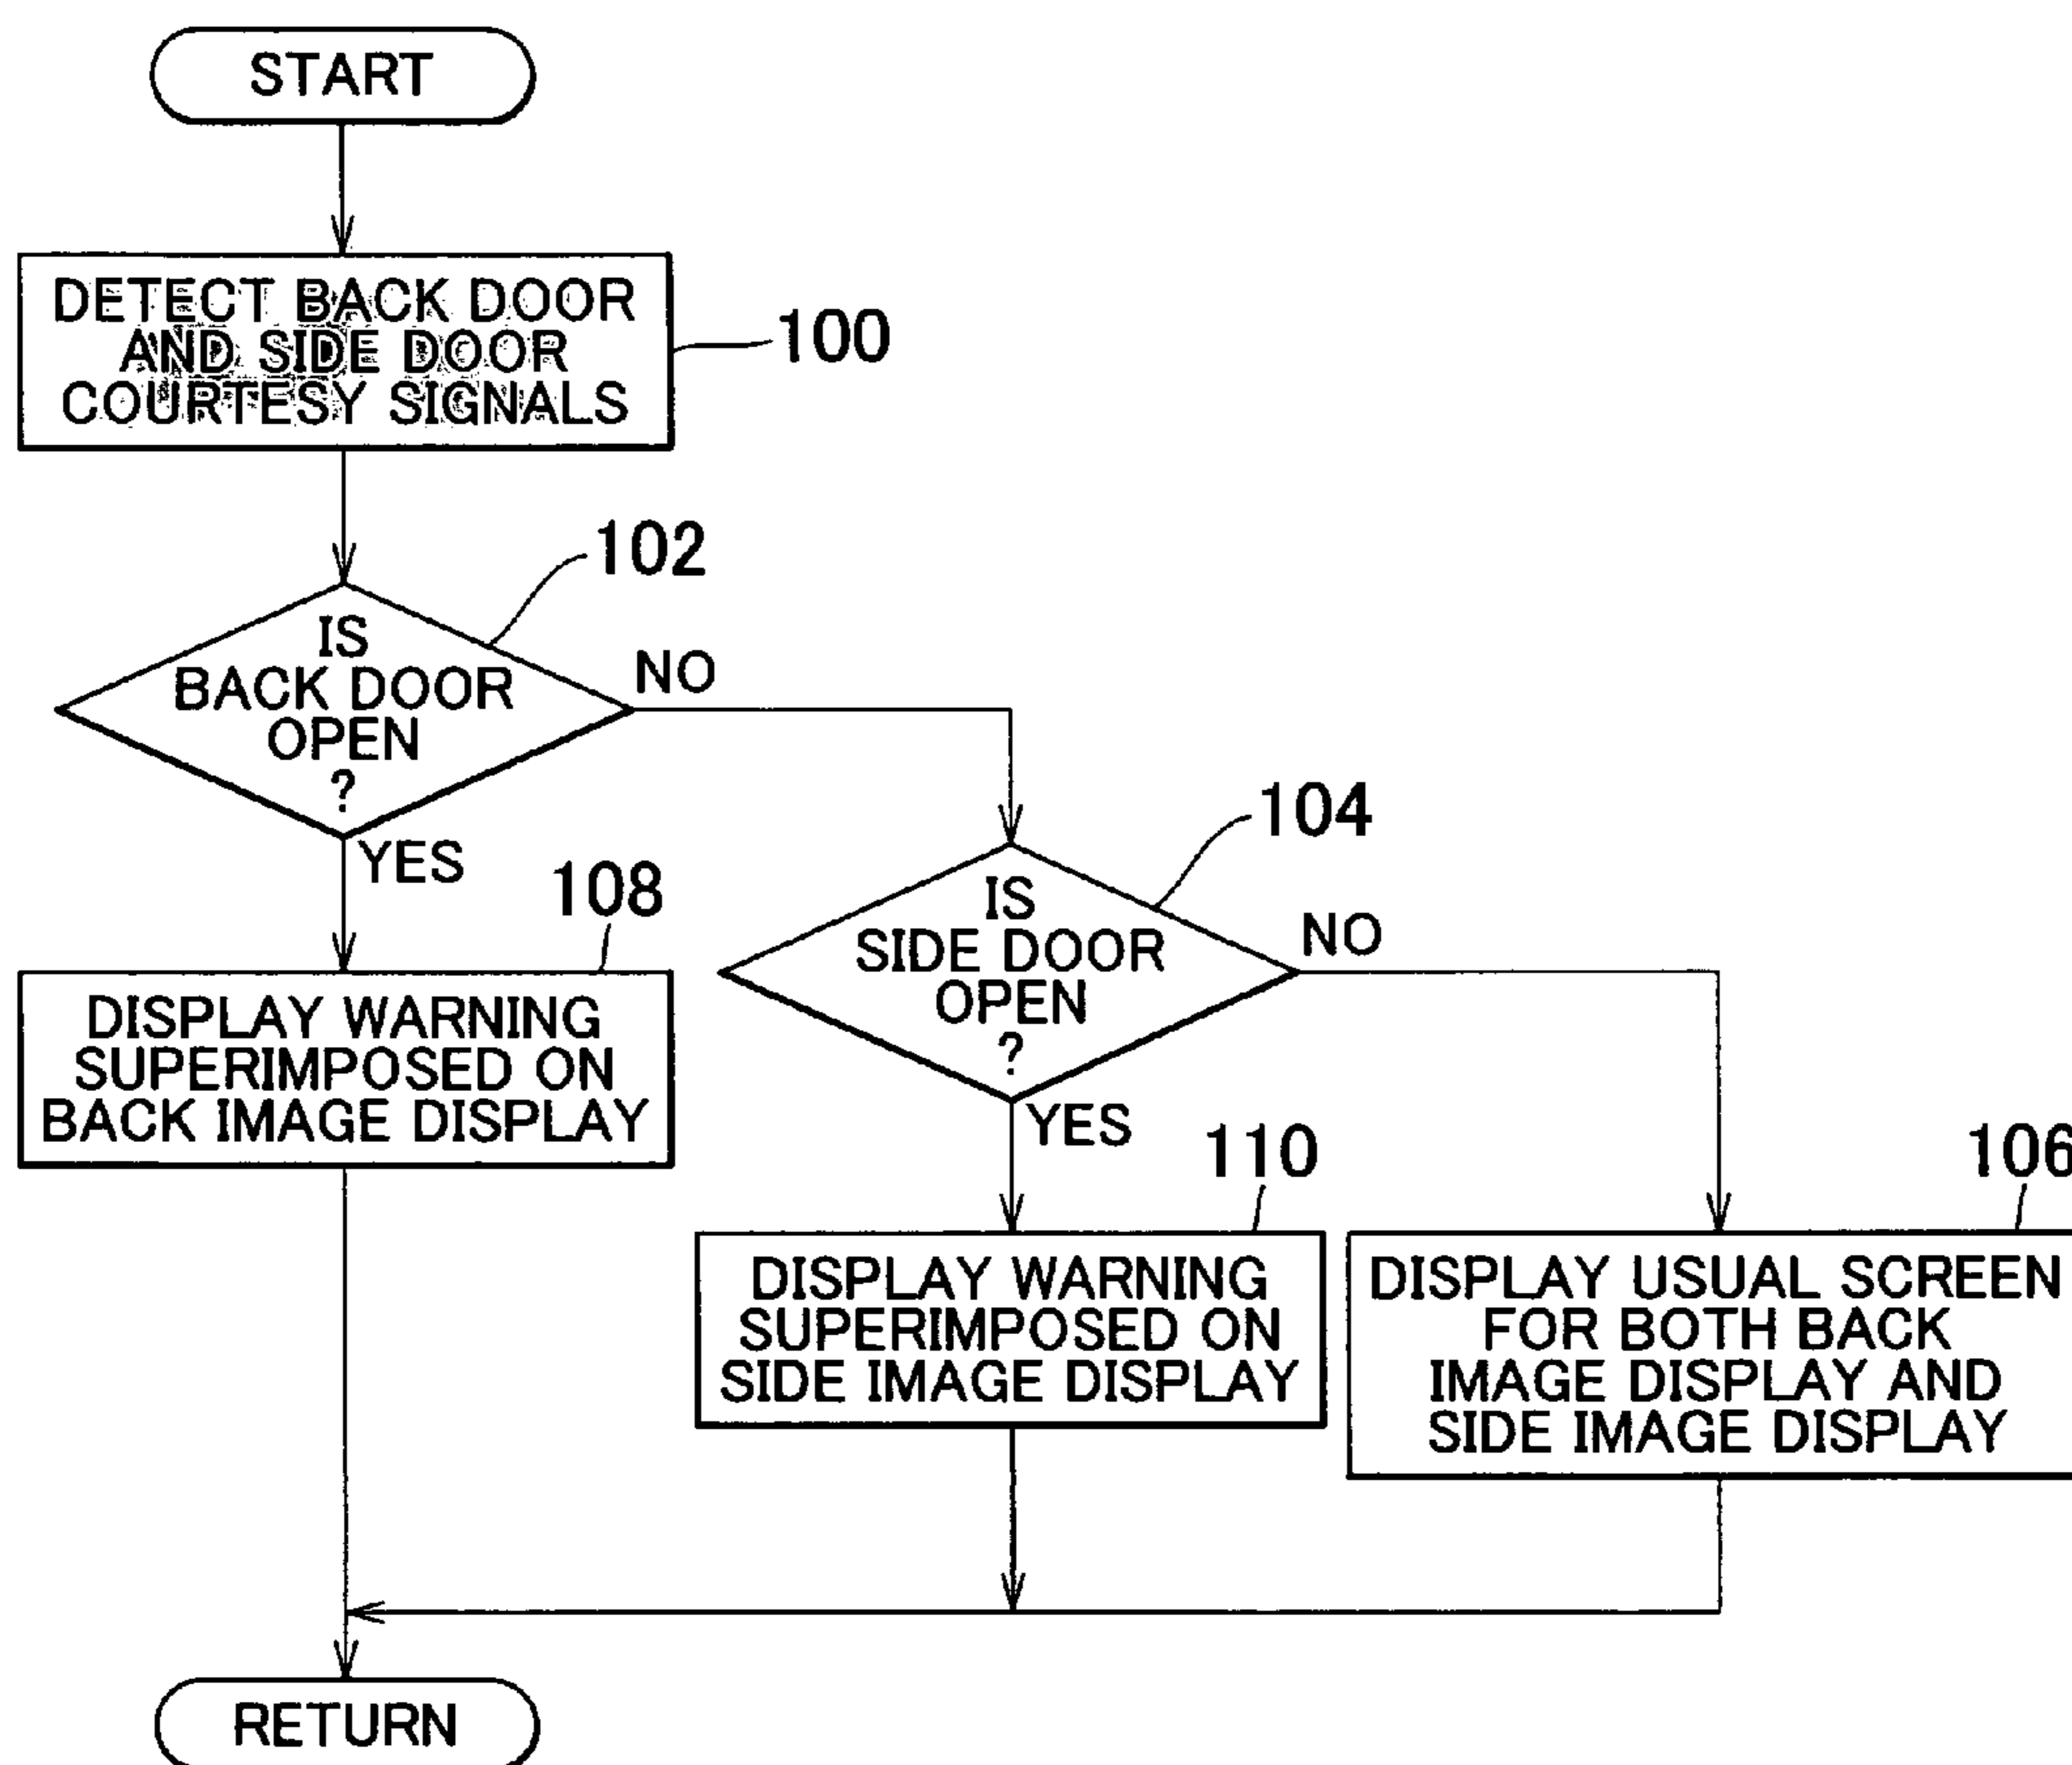 START
DETECT BACK DOOR
AND SIDE DOOR
COURTESY SIGNALS
100
102
IS
BACK DOOR
OPEN
?
NO
YES
104
IS
SIDE DOOR
OPEN
?
NO
YES
108
DISPLAY WARNING
SUPERIMPOSED ON
BACK IMAGE DISPLAY
110
DISPLAY WARNING
SUPERIMPOSED ON
SIDE IMAGE DISPLAY
106
DISPLAY USUAL SCREEN
FOR BOTH BACK
IMAGE DISPLAY AND
SIDE IMAGE DISPLAY
RETURN